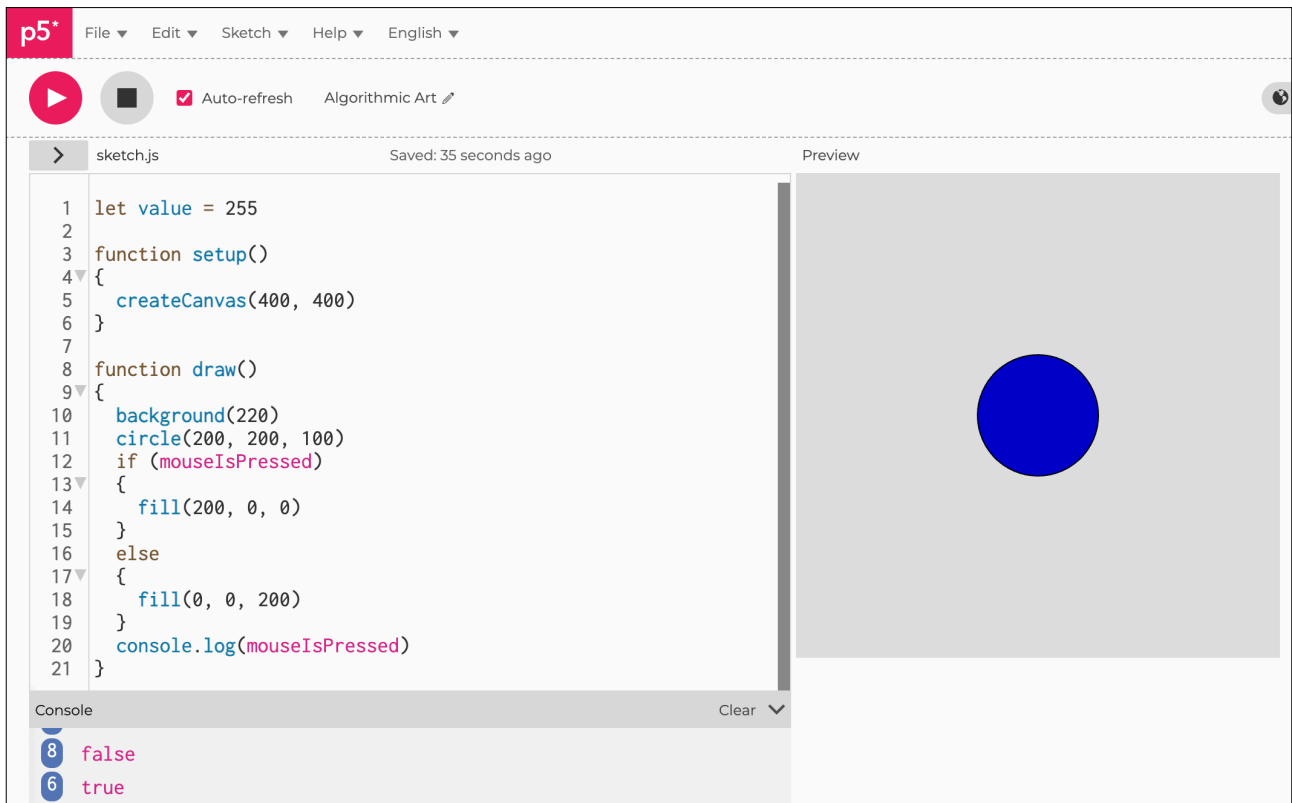 p5*
File ▼ Edit ▼ Sketch ▼ Help ▼ English ▼
Auto-refresh Algorithmic Art
sketch.js Saved: 35 seconds ago Preview
1 let value = 255
2
3 function setup()
4 {
5   createCanvas(400, 400)
6 }
7
8 function draw()
9 {
10   background(220)
11   circle(200, 200, 100)
12   if (mouseIsPressed)
13   {
14     fill(200, 0, 0)
15   }
16   else
17   {
18     fill(0, 0, 200)
19   }
20   console.log(mouseIsPressed)
21 }
Console Clear
8 false
6 true